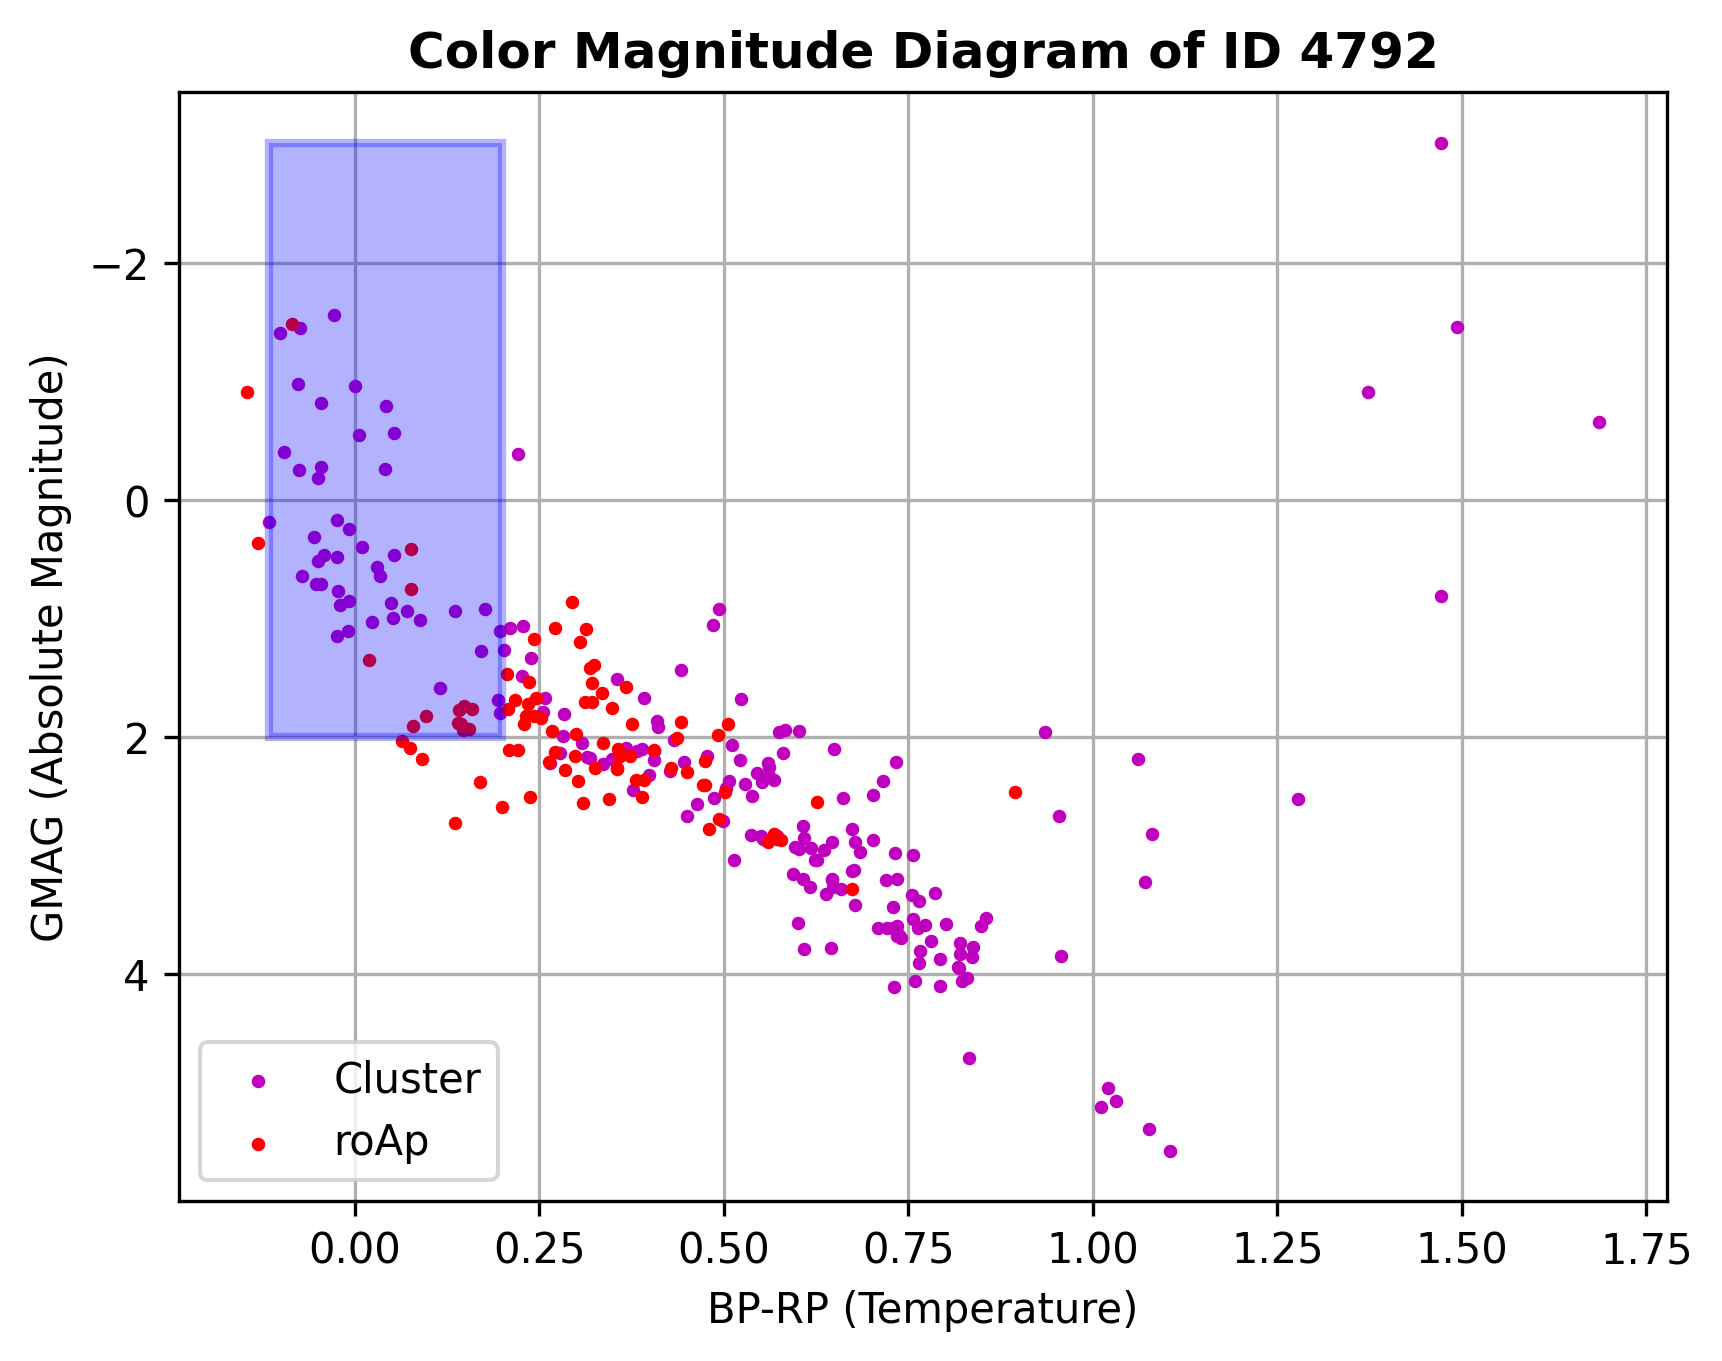 Color Magnitude Diagram of ID 4792
GMAG (Absolute Magnitude)
−2
0
2
4
Cluster
roAp
0.00 0.25 0.50 0.75 1.00 1.25 1.50 1.75
BP-RP (Temperature)